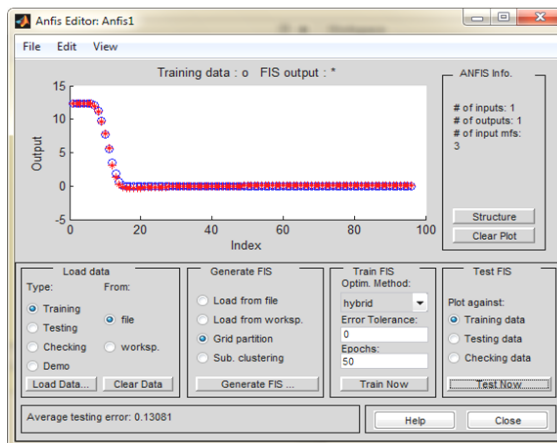 Anfis Editor: Anfis1
File Edit View
Training data : o FIS output : *
15
10
5
0
-5
Output
0 20 40 60 80 100
Index
ANFIS Info.
# of inputs: 1
# of outputs: 1
# of input mfs:
3
Structure
Clear Plot
Load data
Type: From:
Training
Testing
Checking
Demo
file
worksp.
Load Data... Clear Data
Generate FIS
Load from file
Load from worksp.
Grid partition
Sub. clustering
Generate FIS ...
Train FIS
Optim. Method:
hybrid
Error Tolerance:
0
Epochs:
50
Train Now
Test FIS
Plot against:
Training data
Testing data
Checking data
Test Now
Average testing error: 0.13081
Help Close